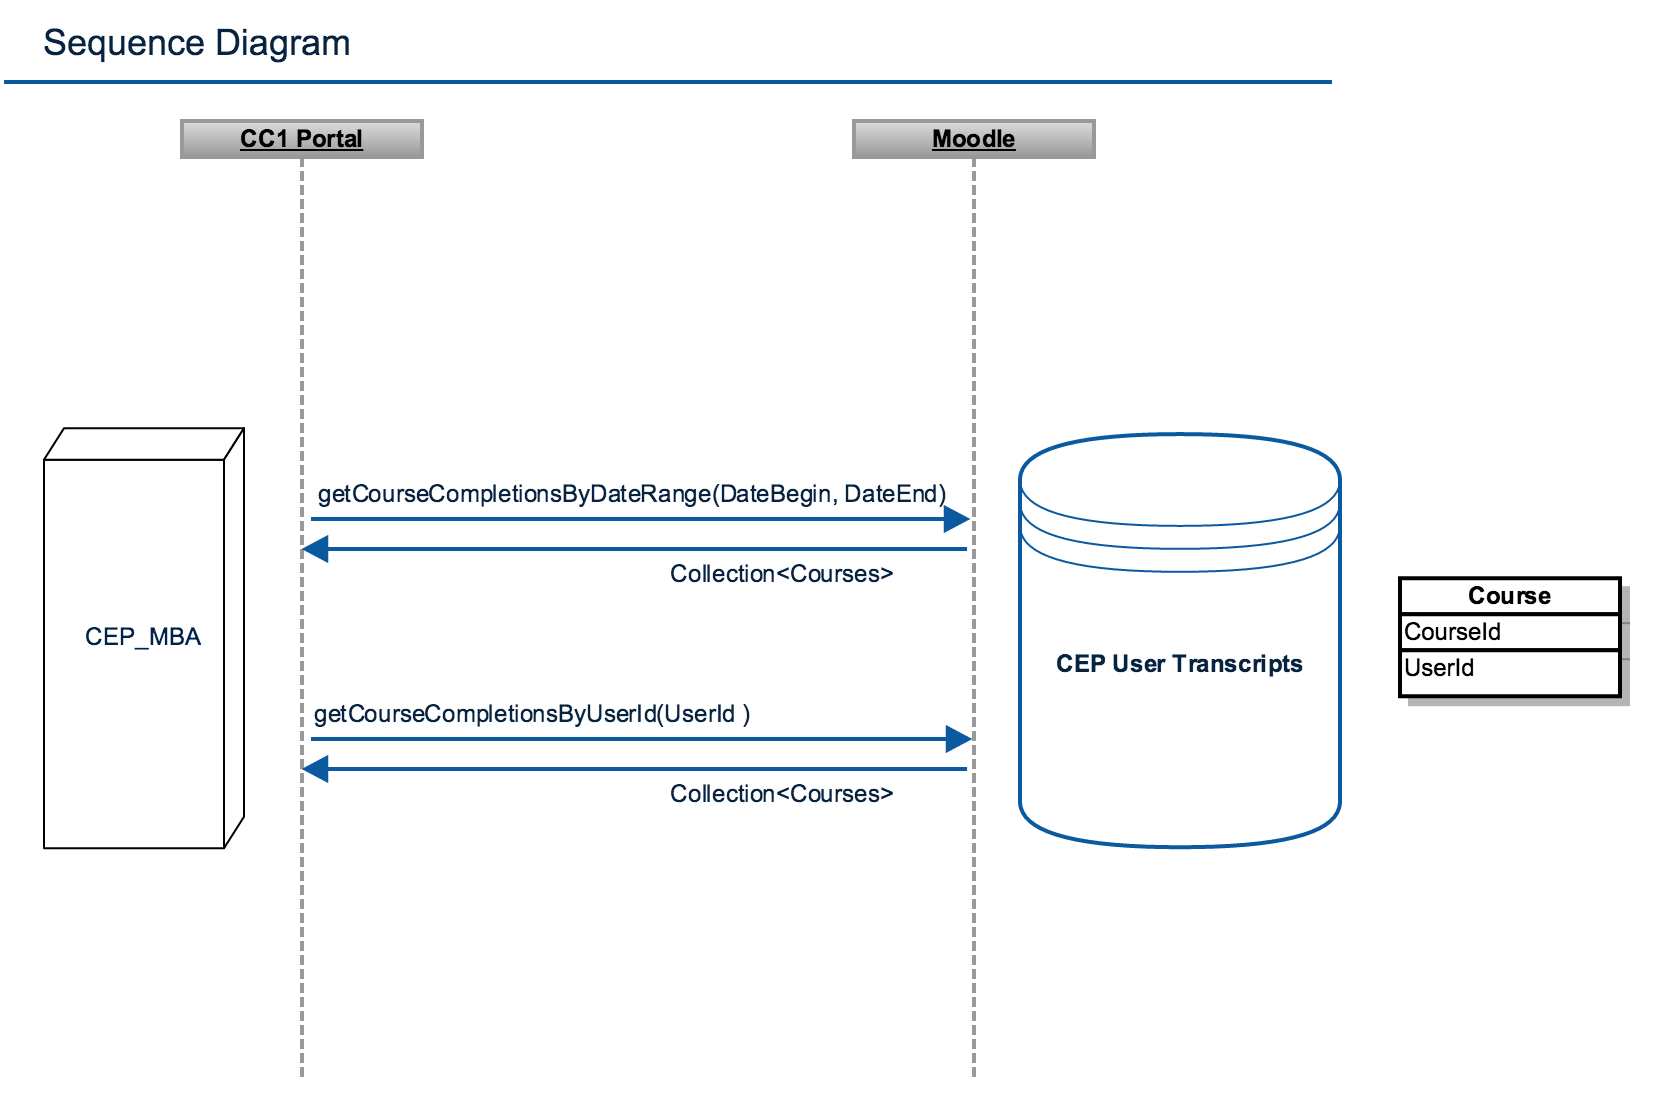 Sequence Diagram
CC1 Portal
Moodle
getCourseCompletionsByDateRange(DateBegin, DateEnd)
Collection<Courses>
CEP_MBA
CEP User Transcripts
Course
CourseId
UserId
getCourseCompletionsByUserId(UserId )
Collection<Courses>